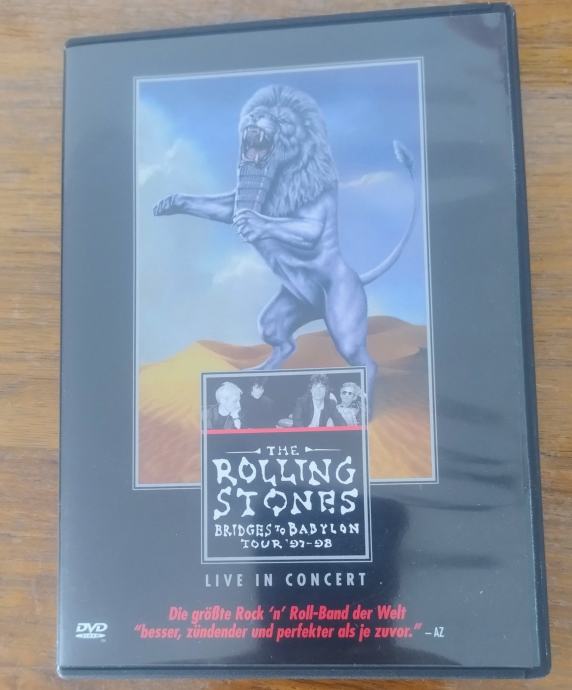 THE
ROLLING
STONES
BRIDGES TO BABYLON
TOUR '97-98
LIVE IN CONCERT
Die größte Rock 'n' Roll-Band der Welt
"besser, zündender und perfekter als je zuvor." – AZ
DVD
VIDEO